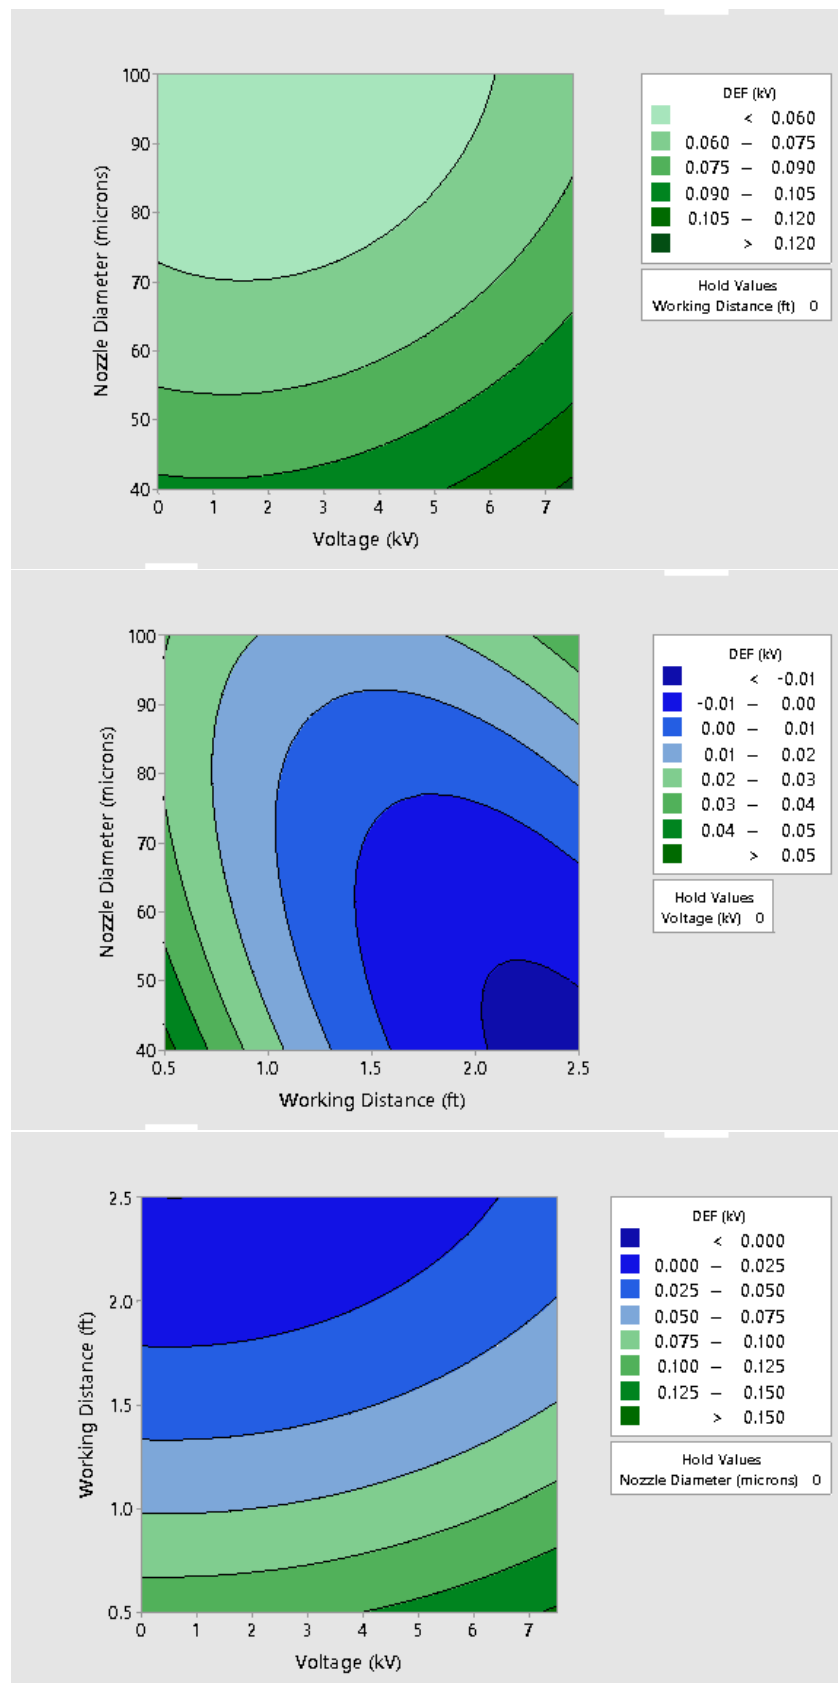 DEF (kV)
< 0.060
0.060 – 0.075
0.075 – 0.090
0.090 – 0.105
0.105 – 0.120
> 0.120
Hold Values
Working Distance (ft) 0
100
90
80
70
60
50
40
Nozzle Diameter (microns)
0 1 2 3 4 5 6 7
Voltage (kV)
DEF (kV)
< -0.01
-0.01 – 0.00
0.00 – 0.01
0.01 – 0.02
0.02 – 0.03
0.03 – 0.04
0.04 – 0.05
> 0.05
Hold Values
Voltage (kV) 0
100
90
80
70
60
50
40
Nozzle Diameter (microns)
0.5 1.0 1.5 2.0 2.5
Working Distance (ft)
DEF (kV)
< 0.000
0.000 – 0.025
0.025 – 0.050
0.050 – 0.075
0.075 – 0.100
0.100 – 0.125
0.125 – 0.150
> 0.150
Hold Values
Nozzle Diameter (microns) 0
2.5
2.0
1.5
1.0
0.5
Working Distance (ft)
0 1 2 3 4 5 6 7
Voltage (kV)